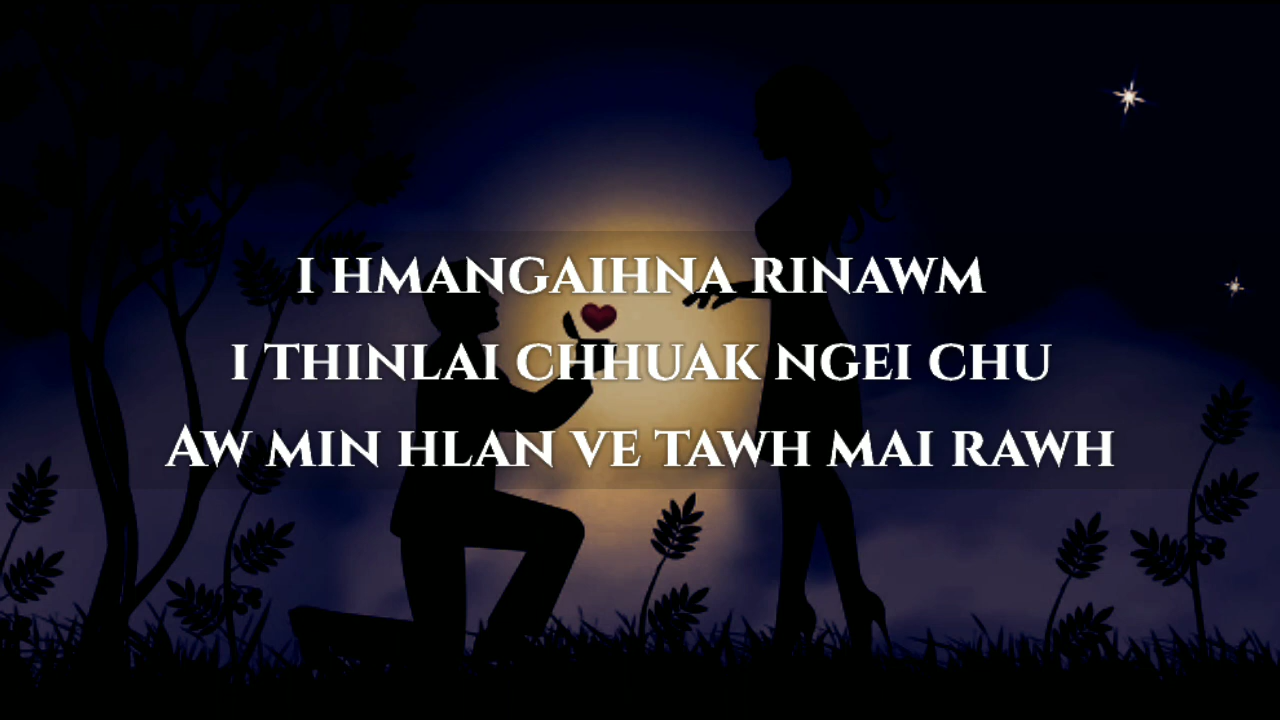 I HMANGAIHNA RINAWM
I THINLAI CHHUAK NGEI CHU
AW MIN HLAN VE TAWH MAI RAWH